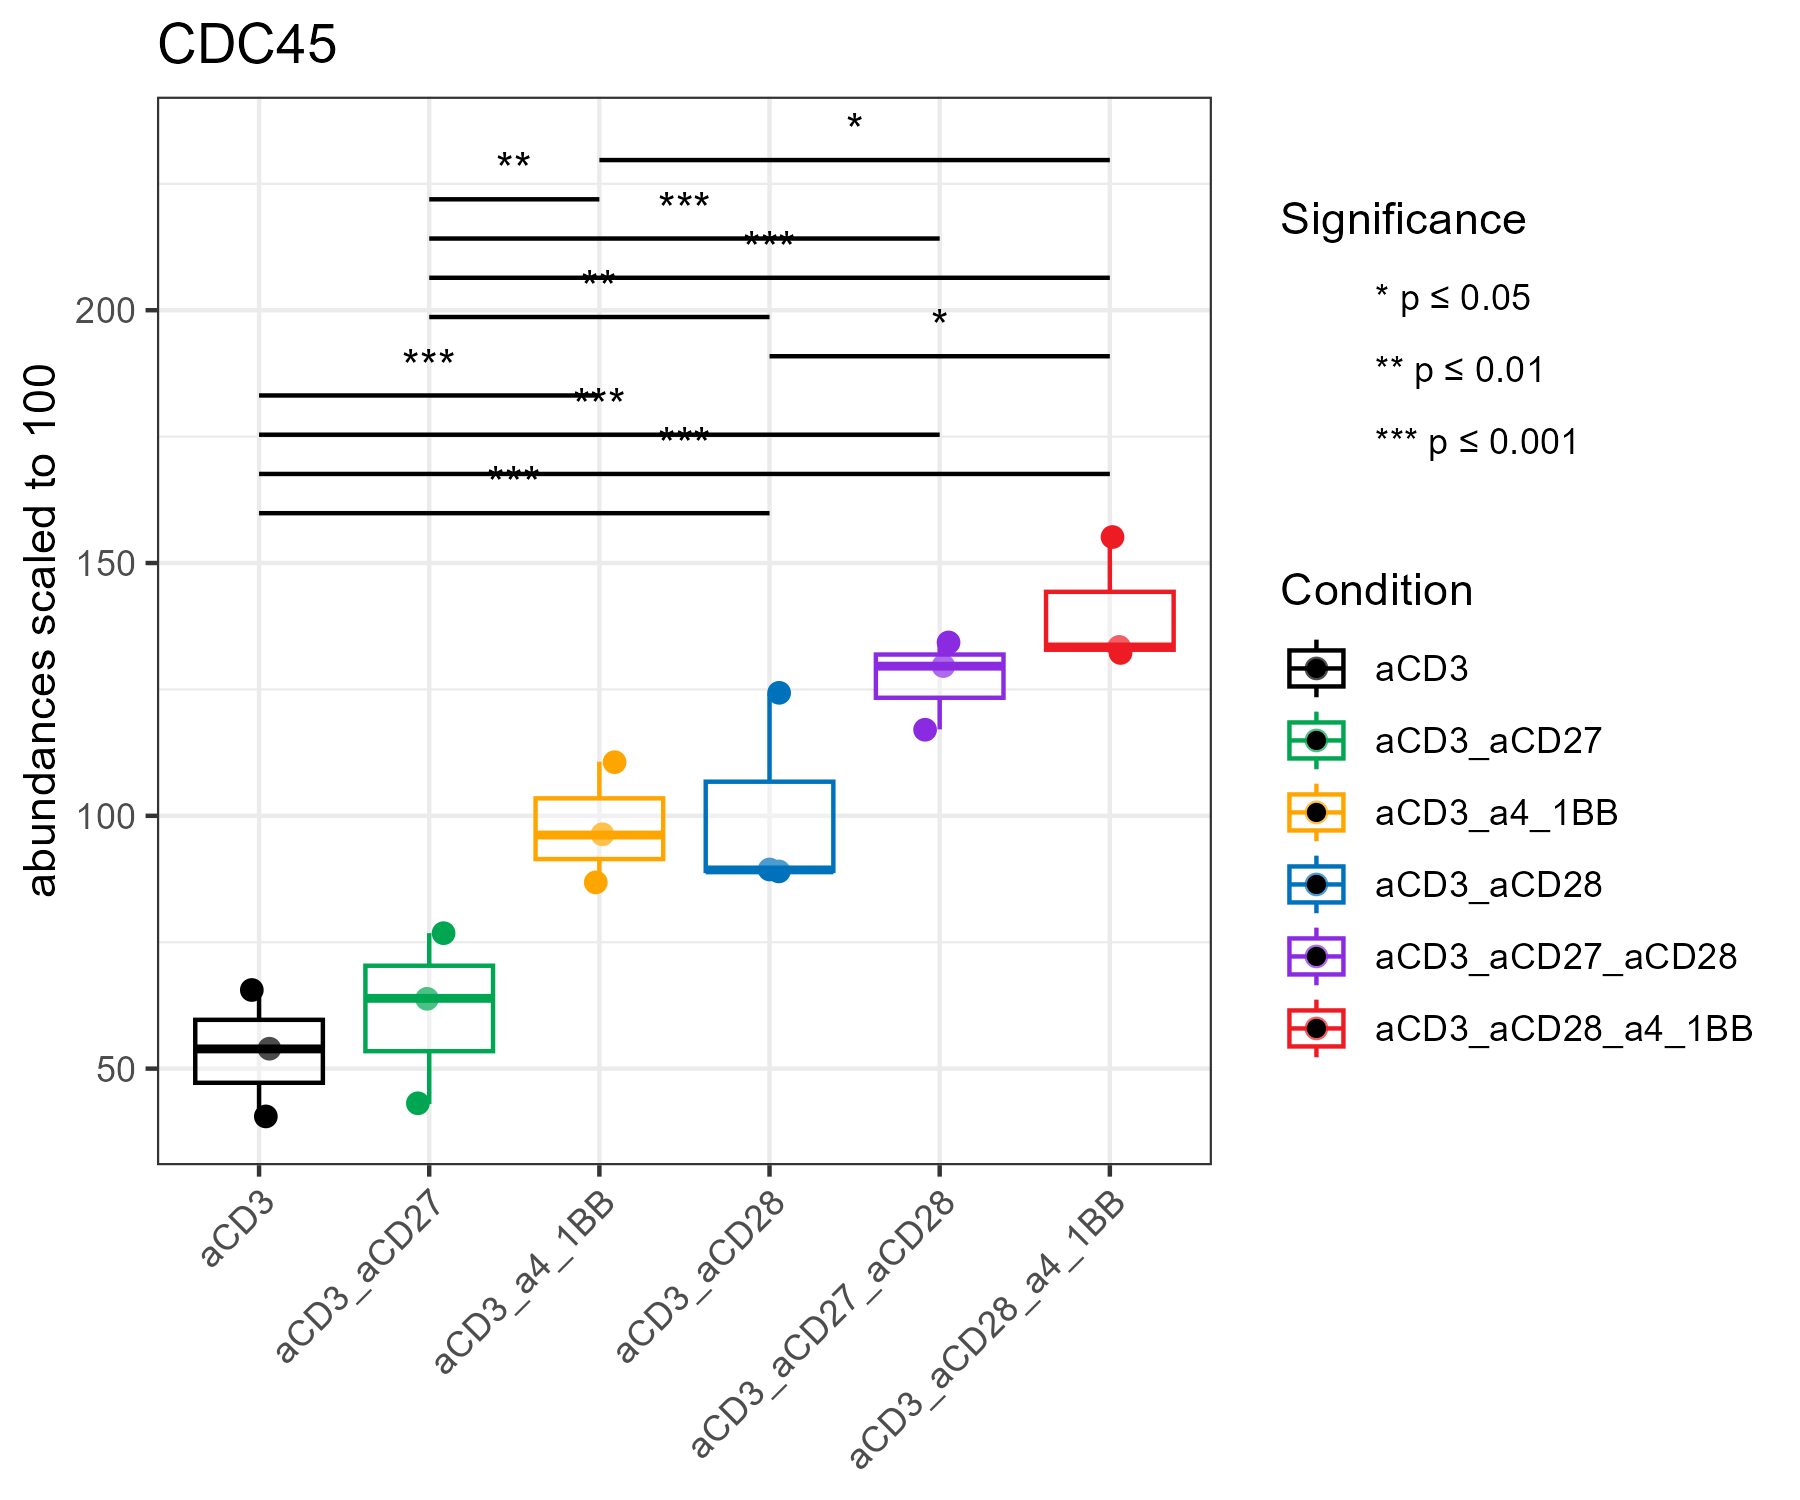 CDC45
*
**
***
***
**
*
***
***
***
***
abundances scaled to 100
200
150
100
50
aCD3
aCD3_aCD27
aCD3_a4_1BB
aCD3_aCD28
aCD3_aCD27_aCD28
aCD3_aCD28_a4_1BB
Significance
* p ≤ 0.05
** p ≤ 0.01
*** p ≤ 0.001
Condition
aCD3
aCD3_aCD27
aCD3_a4_1BB
aCD3_aCD28
aCD3_aCD27_aCD28
aCD3_aCD28_a4_1BB